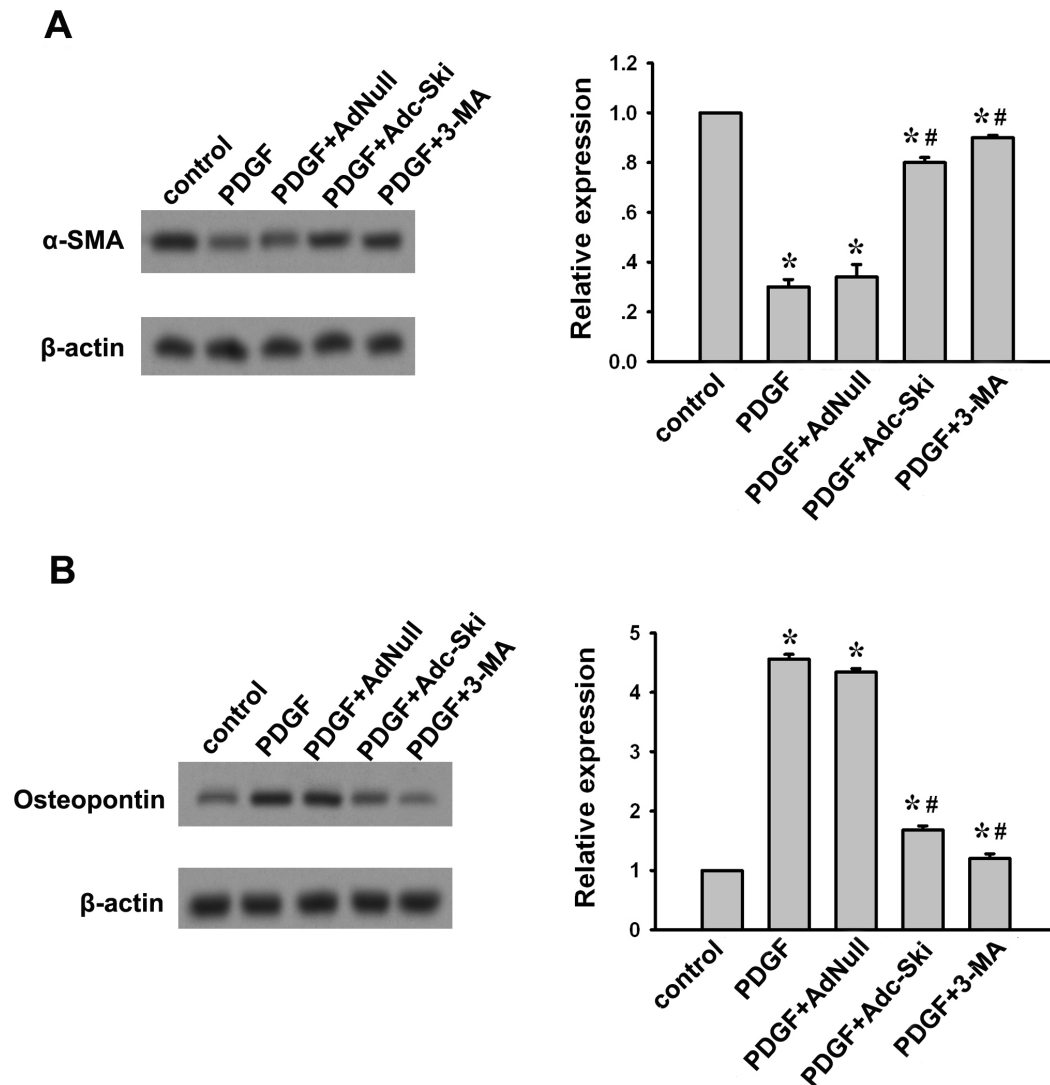 A
control
PDGF
PDGF+AdNull
PDGF+Adc-Ski
PDGF+3-MA
α-SMA
β-actin
Relative expression
1.2
1.0
.8
.6
.4
.2
0.0
* * *# *#
control
PDGF
PDGF+AdNull
PDGF+Adc-Ski
PDGF+3-MA
B
control
PDGF
PDGF+AdNull
PDGF+Adc-Ski
PDGF+3-MA
Osteopontin
β-actin
Relative expression
5
4
3
2
1
0
* * *# *#
control
PDGF
PDGF+AdNull
PDGF+Adc-Ski
PDGF+3-MA